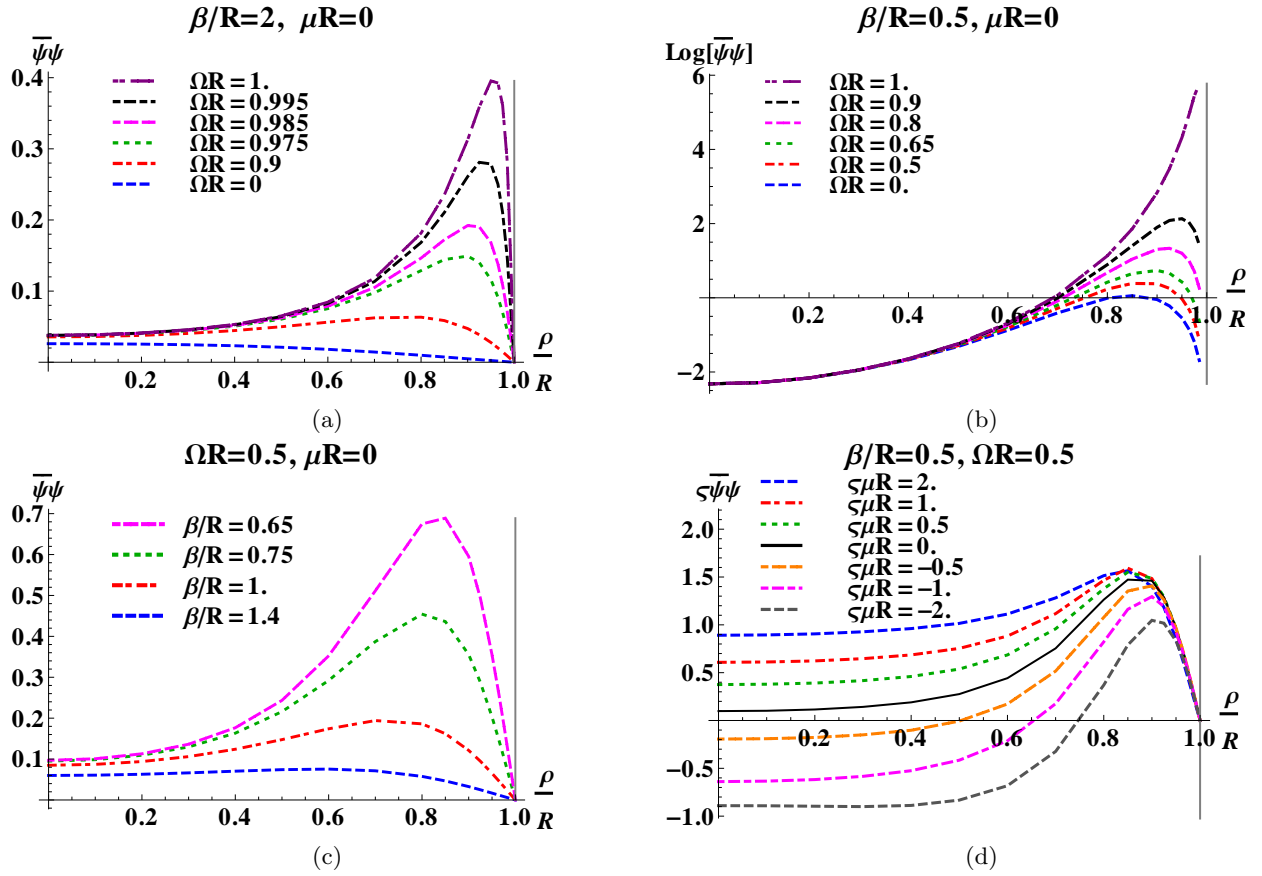 β/R=2, μR=0
ψ̅ψ
0.4
0.3
0.2
0.1
ΩR=1.
ΩR=0.995
ΩR=0.985
ΩR=0.975
ΩR=0.9
ΩR=0
0.2 0.4 0.6 0.8 1.0
ρ
R
(a)
β/R=0.5, μR=0
Log[ψ̅ψ]
6
4
2
−2
ΩR=1.
ΩR=0.9
ΩR=0.8
ΩR=0.65
ΩR=0.5
ΩR=0.
0.2 0.4 0.6 0.8 1.0
ρ
R
(b)
ΩR=0.5, μR=0
ψ̅ψ
0.7
0.6
0.5
0.4
0.3
0.2
0.1
β/R=0.65
β/R=0.75
β/R=1.
β/R=1.4
0.2 0.4 0.6 0.8 1.0
ρ
R
(c)
β/R=0.5, ΩR=0.5
ςψ̅ψ
2.0
1.5
1.0
0.5
−0.5
−1.0
ςμR=2.
ςμR=1.
ςμR=0.5
ςμR=0.
ςμR=−0.5
ςμR=−1.
ςμR=−2.
0.2 0.4 0.6 0.8 1.0
ρ
R
(d)